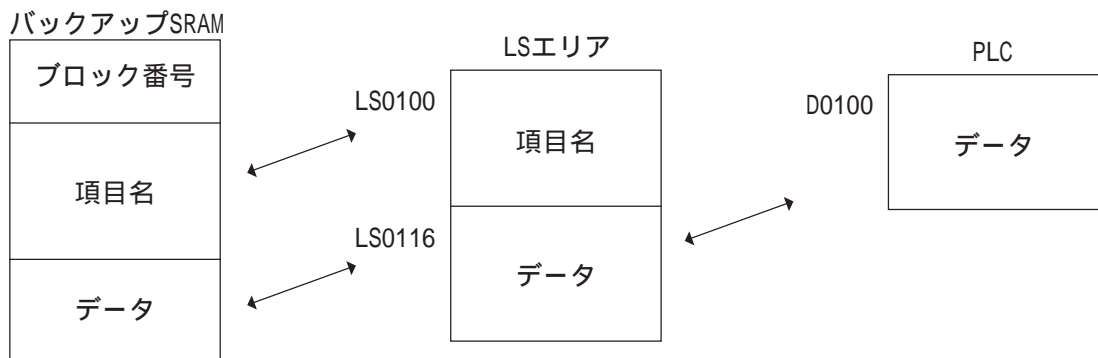 バックアップSRAM
ブロック番号
項目名
データ
LSエリア
LS0100
項目名
LS0116
データ
PLC
D0100
データ